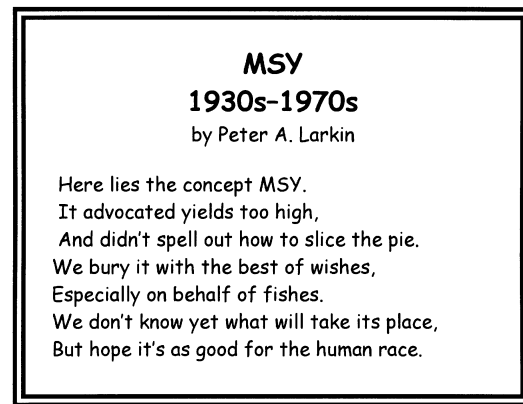 MSY
1930s–1970s
by Peter A. Larkin
Here lies the concept MSY.
It advocated yields too high,
And didn't spell out how to slice the pie.
We bury it with the best of wishes,
Especially on behalf of fishes.
We don't know yet what will take its place,
But hope it's as good for the human race.